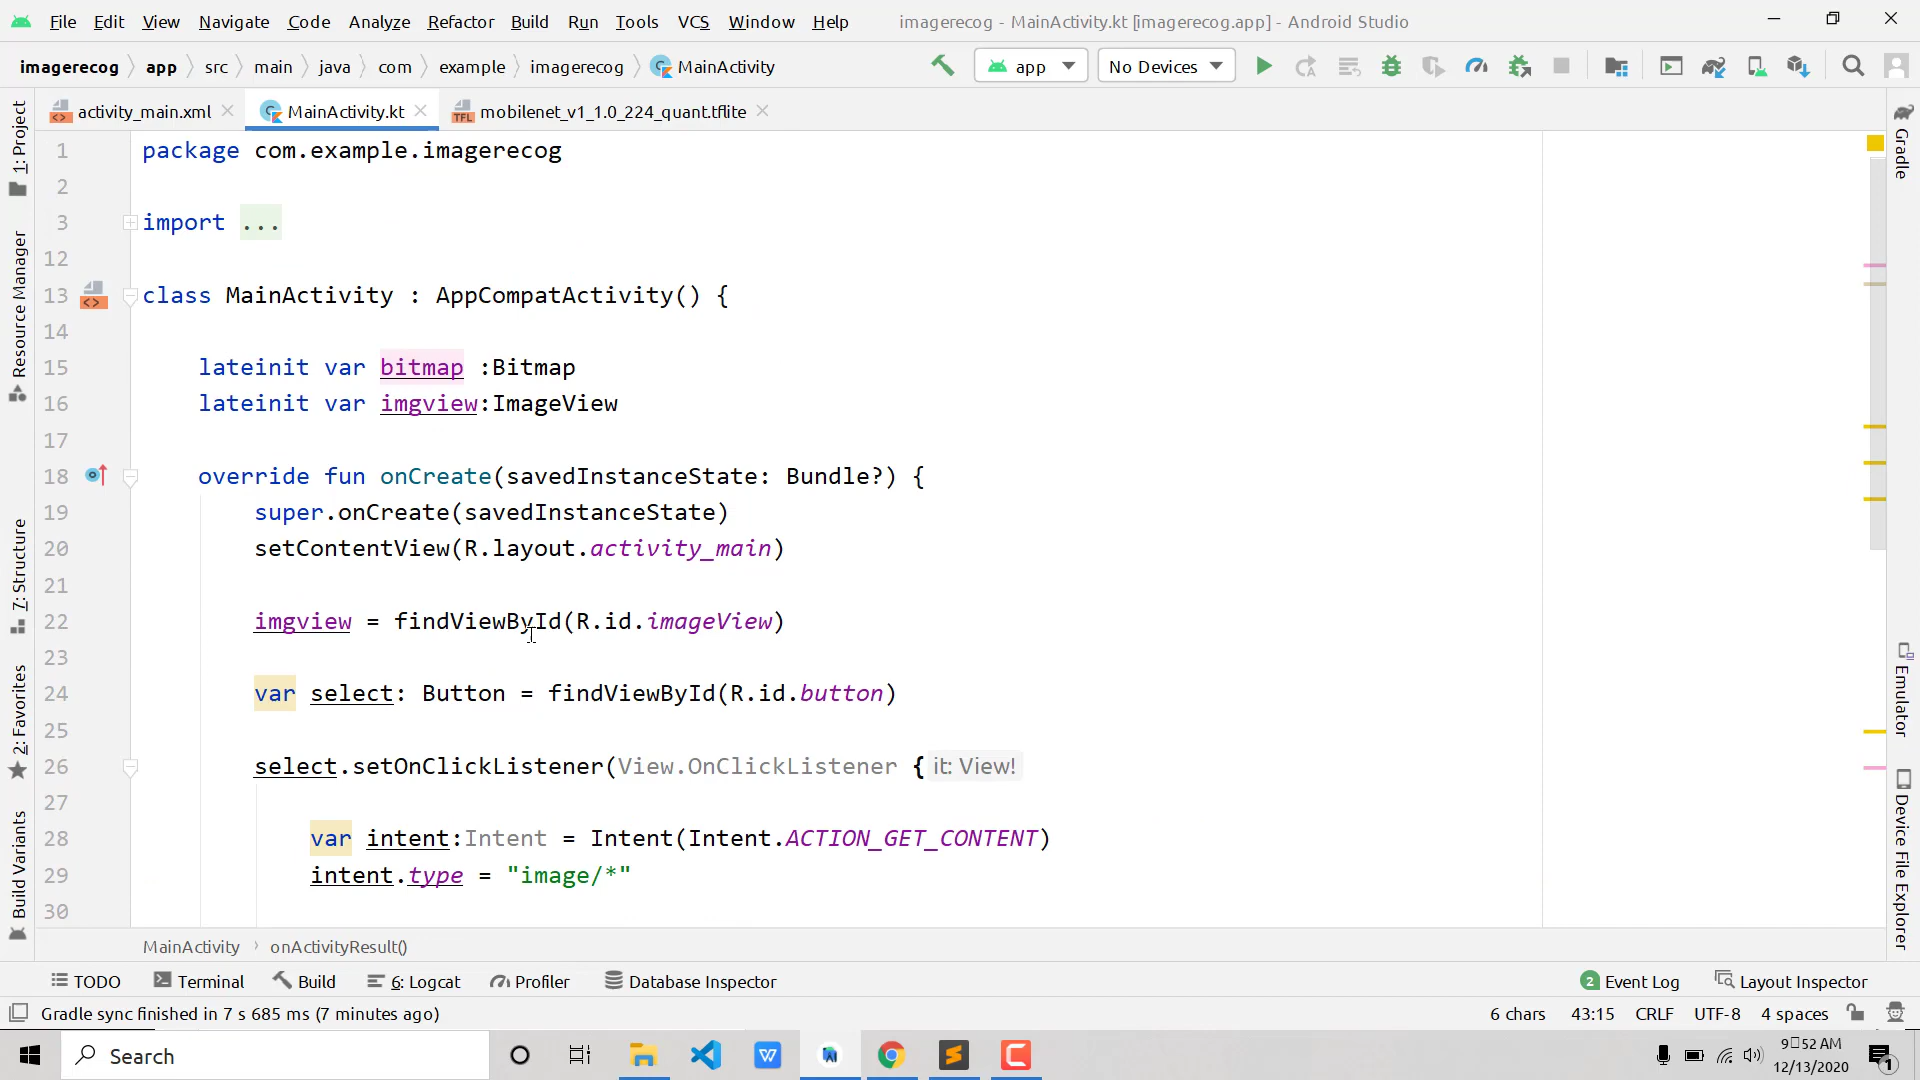 File Edit View Navigate Code Analyze Refactor Build Run Tools VCS Window Help imagerecog - MainActivity.kt [imagerecog.app] - Android Studio
imagerecog app src main java com example imagerecog MainActivity app No Devices
activity_main.xml MainActivity.kt mobilenet_v1_1.0_224_quant.tflite
1 package com.example.imagerecog
2
3 import ...
12
13 class MainActivity : AppCompatActivity() {
14
15 lateinit var bitmap :Bitmap
16 lateinit var imgview:ImageView
17
18 override fun onCreate(savedInstanceState: Bundle?) {
19 super.onCreate(savedInstanceState)
20 setContentView(R.layout.activity_main)
21
22 imgview = findViewById(R.id.imageView)
23
24 var select: Button = findViewById(R.id.button)
25
26 select.setOnClickListener(View.OnClickListener { it: View!
27
28 var intent:Intent = Intent(Intent.ACTION_GET_CONTENT)
29 intent.type = "image/*"
30
MainActivity onActivityResult()
1: Project
Resource Manager
7: Structure
2: Favorites
Build Variants
Gradle
Emulator
Device File Explorer
TODO Terminal Build 6: Logcat Profiler Database Inspector 2 Event Log Layout Inspector
Gradle sync finished in 7 s 685 ms (7 minutes ago) 6 chars 43:15 CRLF UTF-8 4 spaces
Search
9:52 AM
12/13/2020
1